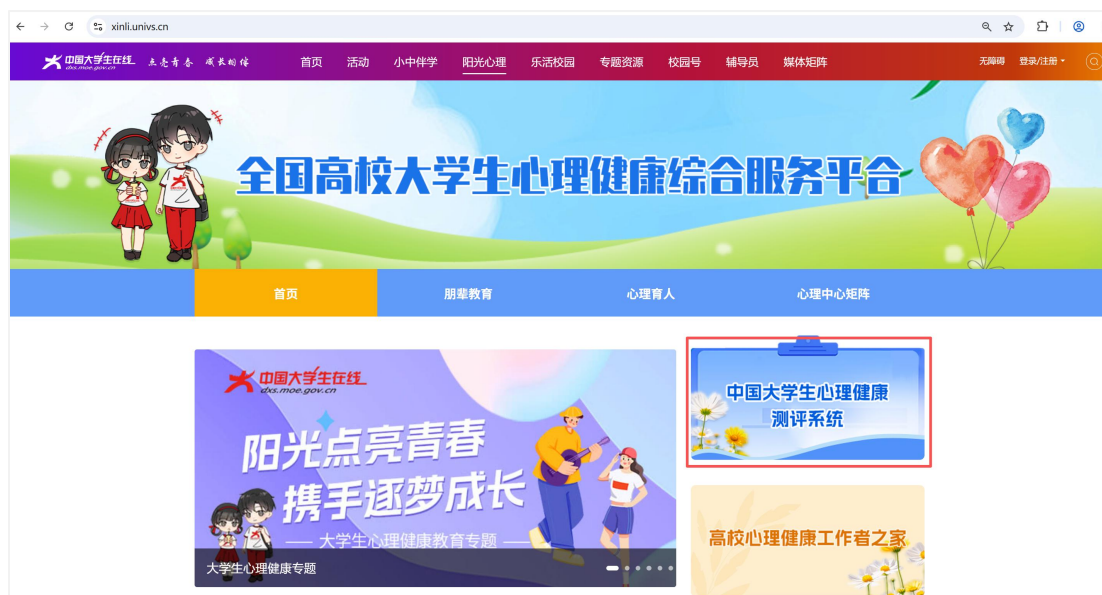 xinli.univs.cn
中国大学生在线
dxs.moe.gov.cn
点亮青春 成长相伴
首页 活动 小中伴学 阳光心理 乐活校园 专题资源 校园号 辅导员 媒体矩阵
无障碍 登录/注册
全国高校大学生心理健康综合服务平台
首页 朋辈教育 心理育人 心理中心矩阵
中国大学生在线
dxs.moe.gov.cn
阳光点亮青春
携手逐梦成长
—— 大学生心理健康教育专题 ——
大学生心理健康专题
中国大学生心理健康
测评系统
高校心理健康工作者之家